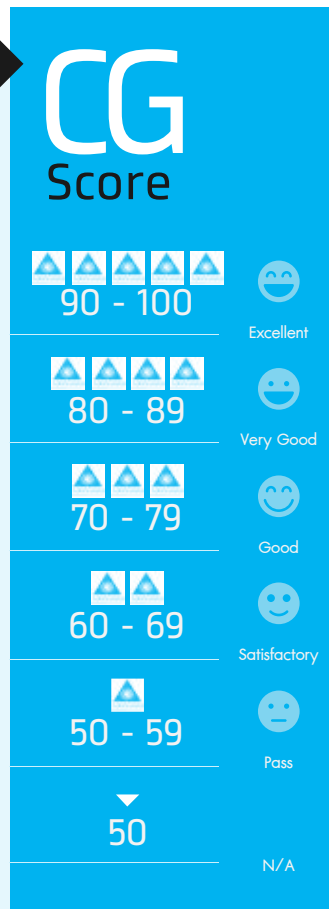 CG
Score
90 - 100
Excellent
80 - 89
Very Good
70 - 79
Good
60 - 69
Satisfactory
50 - 59
Pass
50
N/A